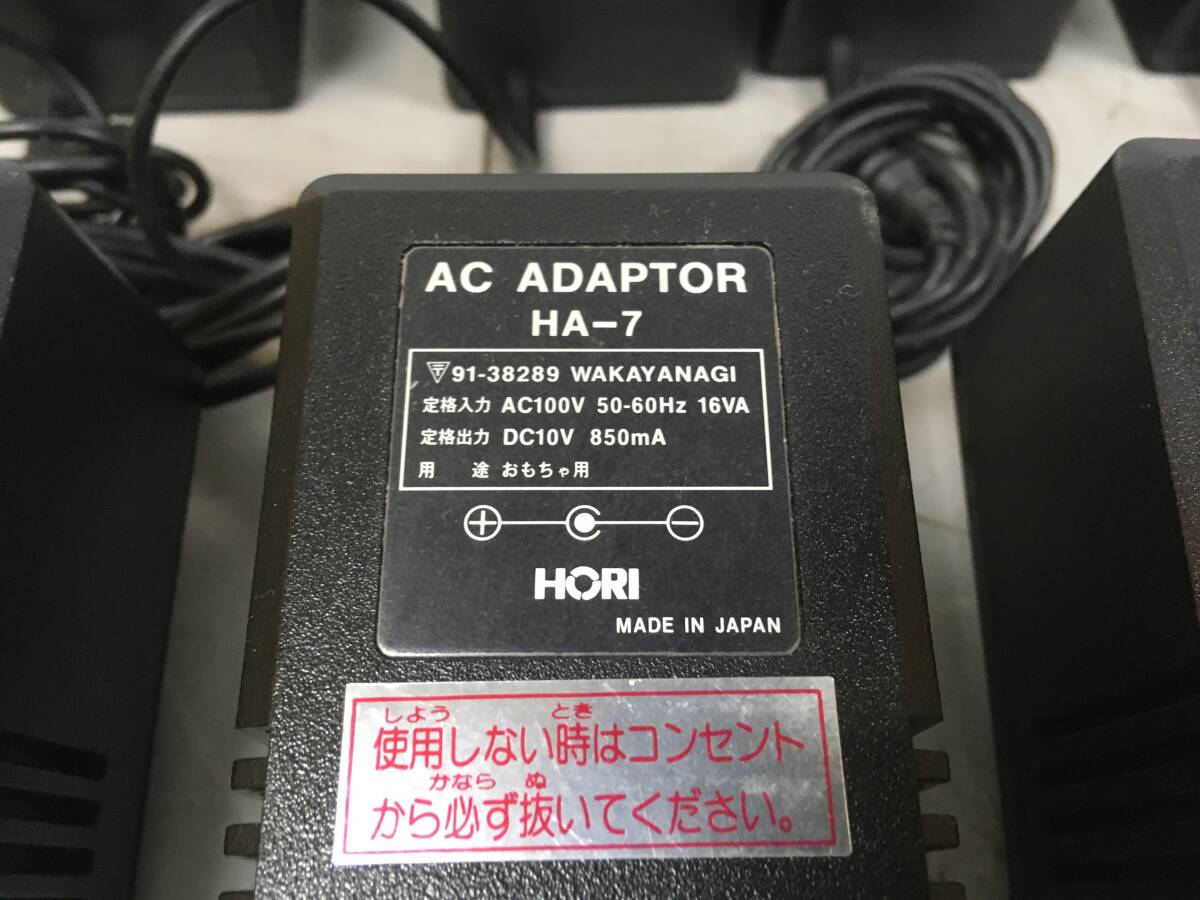 AC ADAPTOR
HA-7
〒91-38289 WAKAYANAGI
定格入力 AC100V 50-60Hz 16VA
定格出力 DC10V 850mA
用　途 おもちゃ用
HORI
MADE IN JAPAN
しよう とき
使用しない時はコンセント
かなら ぬ
から必ず抜いてください。